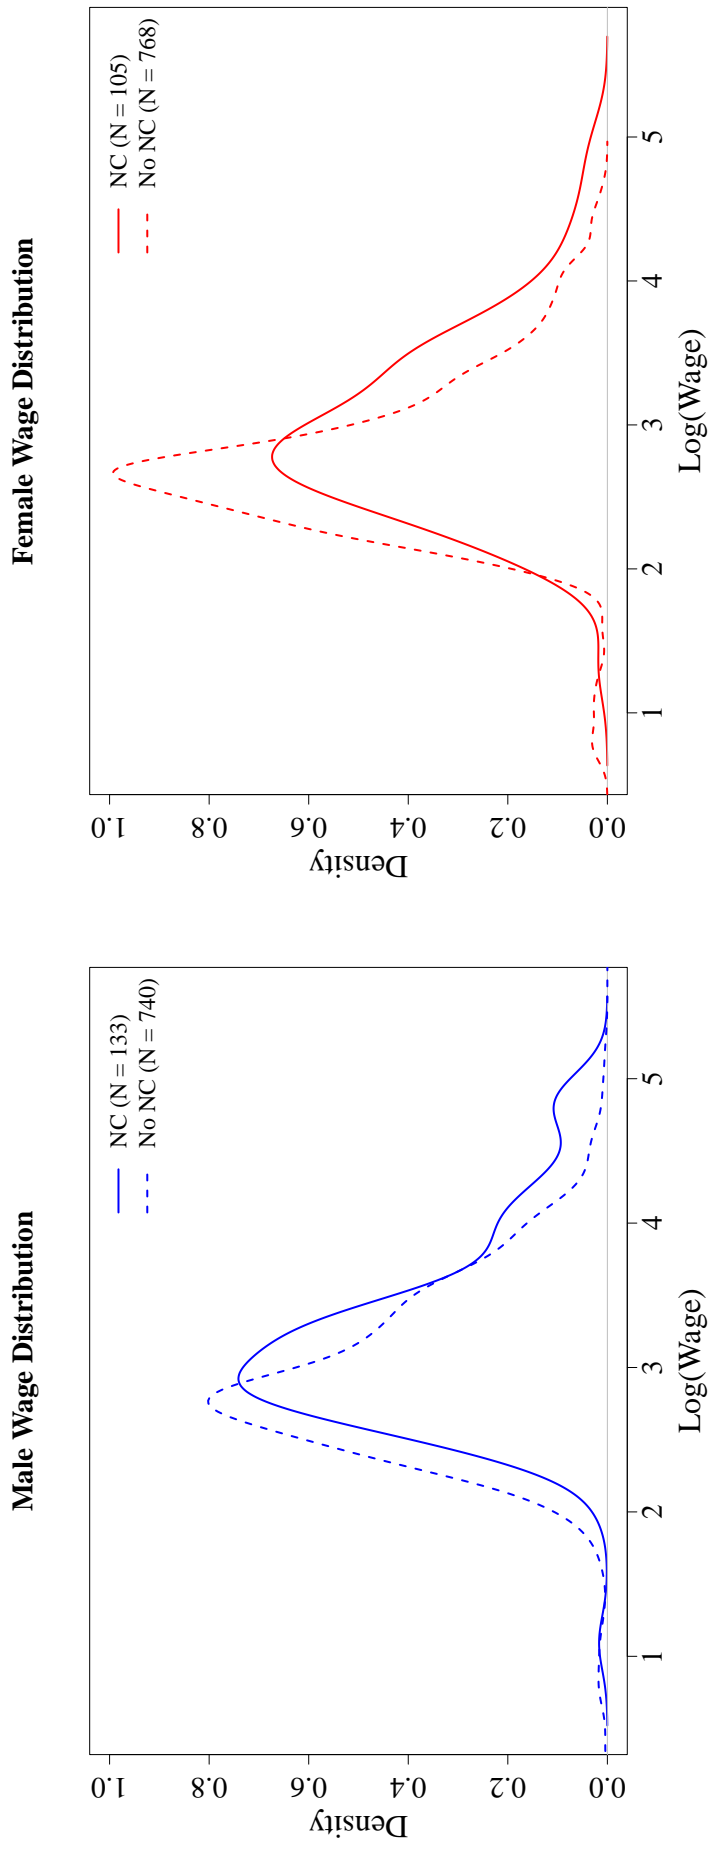 Male Wage Distribution
NC (N = 133)
No NC (N = 740)
Density
0.0
0.2
0.4
0.6
0.8
1.0
1
2
3
4
5
Log(Wage)
Female Wage Distribution
NC (N = 105)
No NC (N = 768)
Density
0.0
0.2
0.4
0.6
0.8
1.0
1
2
3
4
5
Log(Wage)